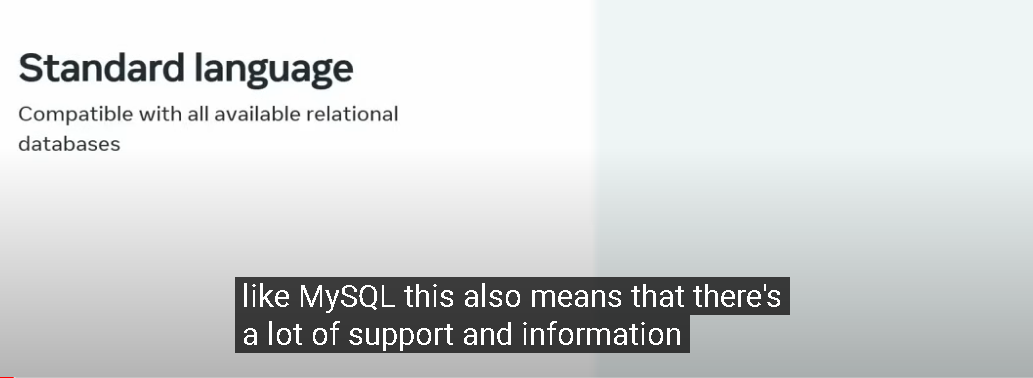 Standard language
Compatible with all available relational
databases
like MySQL this also means that there's
a lot of support and information